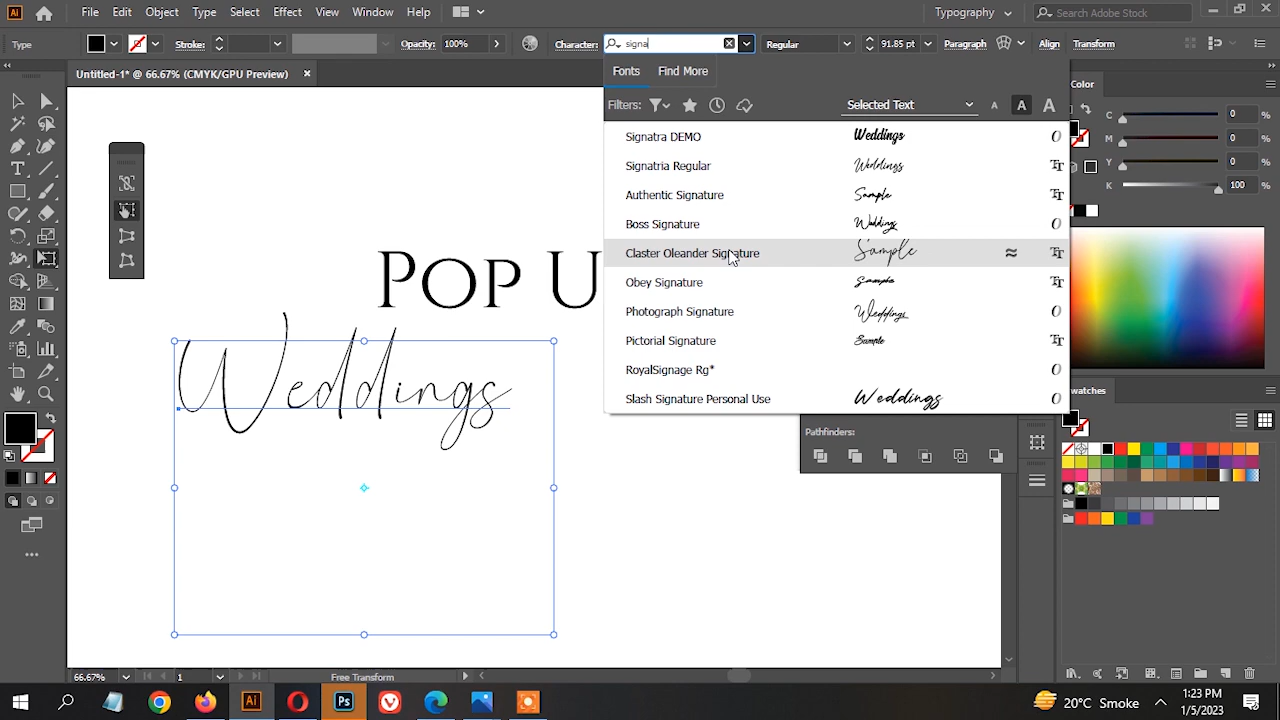 Ai File Edit Object Type Select Effect View Window Help Typography Search Adobe Stock
Type Stroke: Opacity: 100% Character: signa Regular 91.85 pt Paragraph Align Transform
Untitled-1* @ 66.67% (CMYK/GPU Preview) × Fonts Find More Color
Filters: Selected Text A A A
Signatra DEMO Weddings
Signatria Regular Weddings
Authentic Signature Sample
Boss Signature Weddings
Claster Oleander Signature Sample
Obey Signature Sample
Photograph Signature Weddings
Pictorial Signature Sample
RoyalSignage Rg*
Slash Signature Personal Use Weddings
C 0 %
M 0 %
Y 0 %
K 100 %
Pop U
Weddings
watches
Pathfinders:
66.67% 1 Free Transform
Ai Ps 20°C Smoke 1:23 PM
1/5/2023